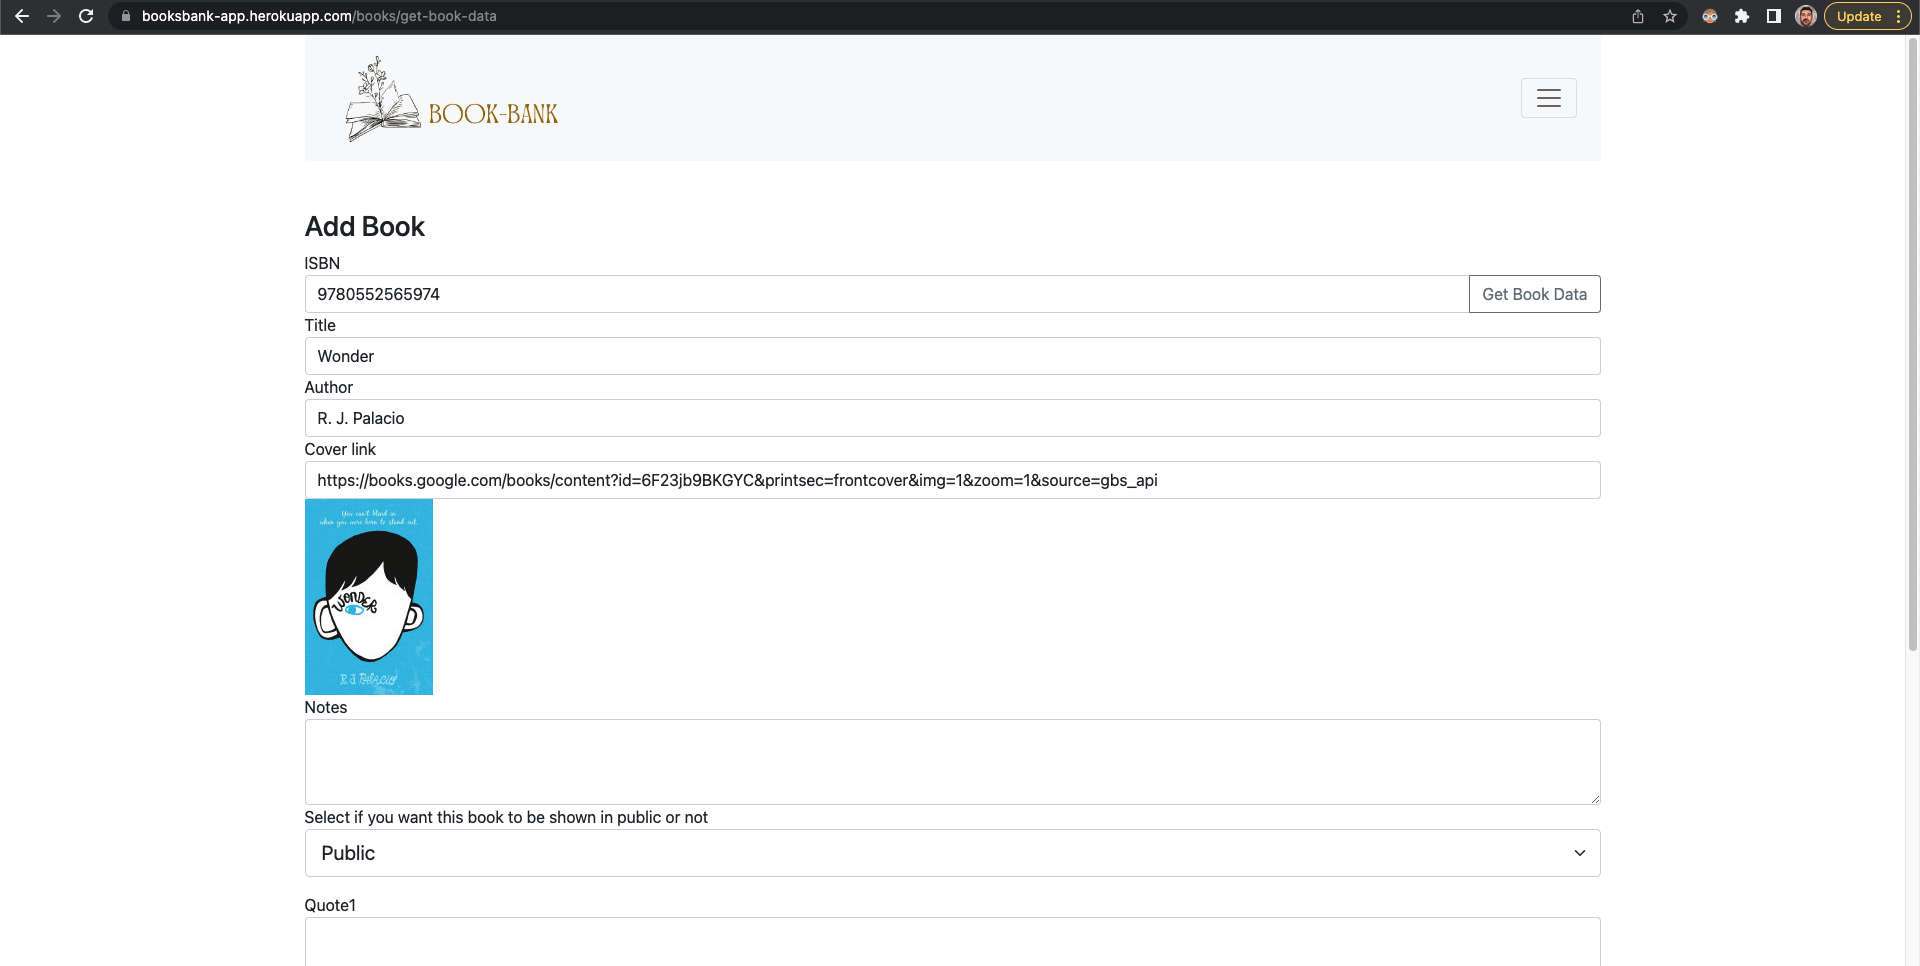 booksbank-app.herokuapp.com/books/get-book-data
Update
BOOK-BANK
Add Book
ISBN
9780552565974
Get Book Data
Title
Wonder
Author
R. J. Palacio
Cover link
https://books.google.com/books/content?id=6F23jb9BKGYC&printsec=frontcover&img=1&zoom=1&source=gbs_api
You can't blend in
when you were born to stand out.
WONDER
R. J. PALACIO
Notes
Select if you want this book to be shown in public or not
Public
Quote1